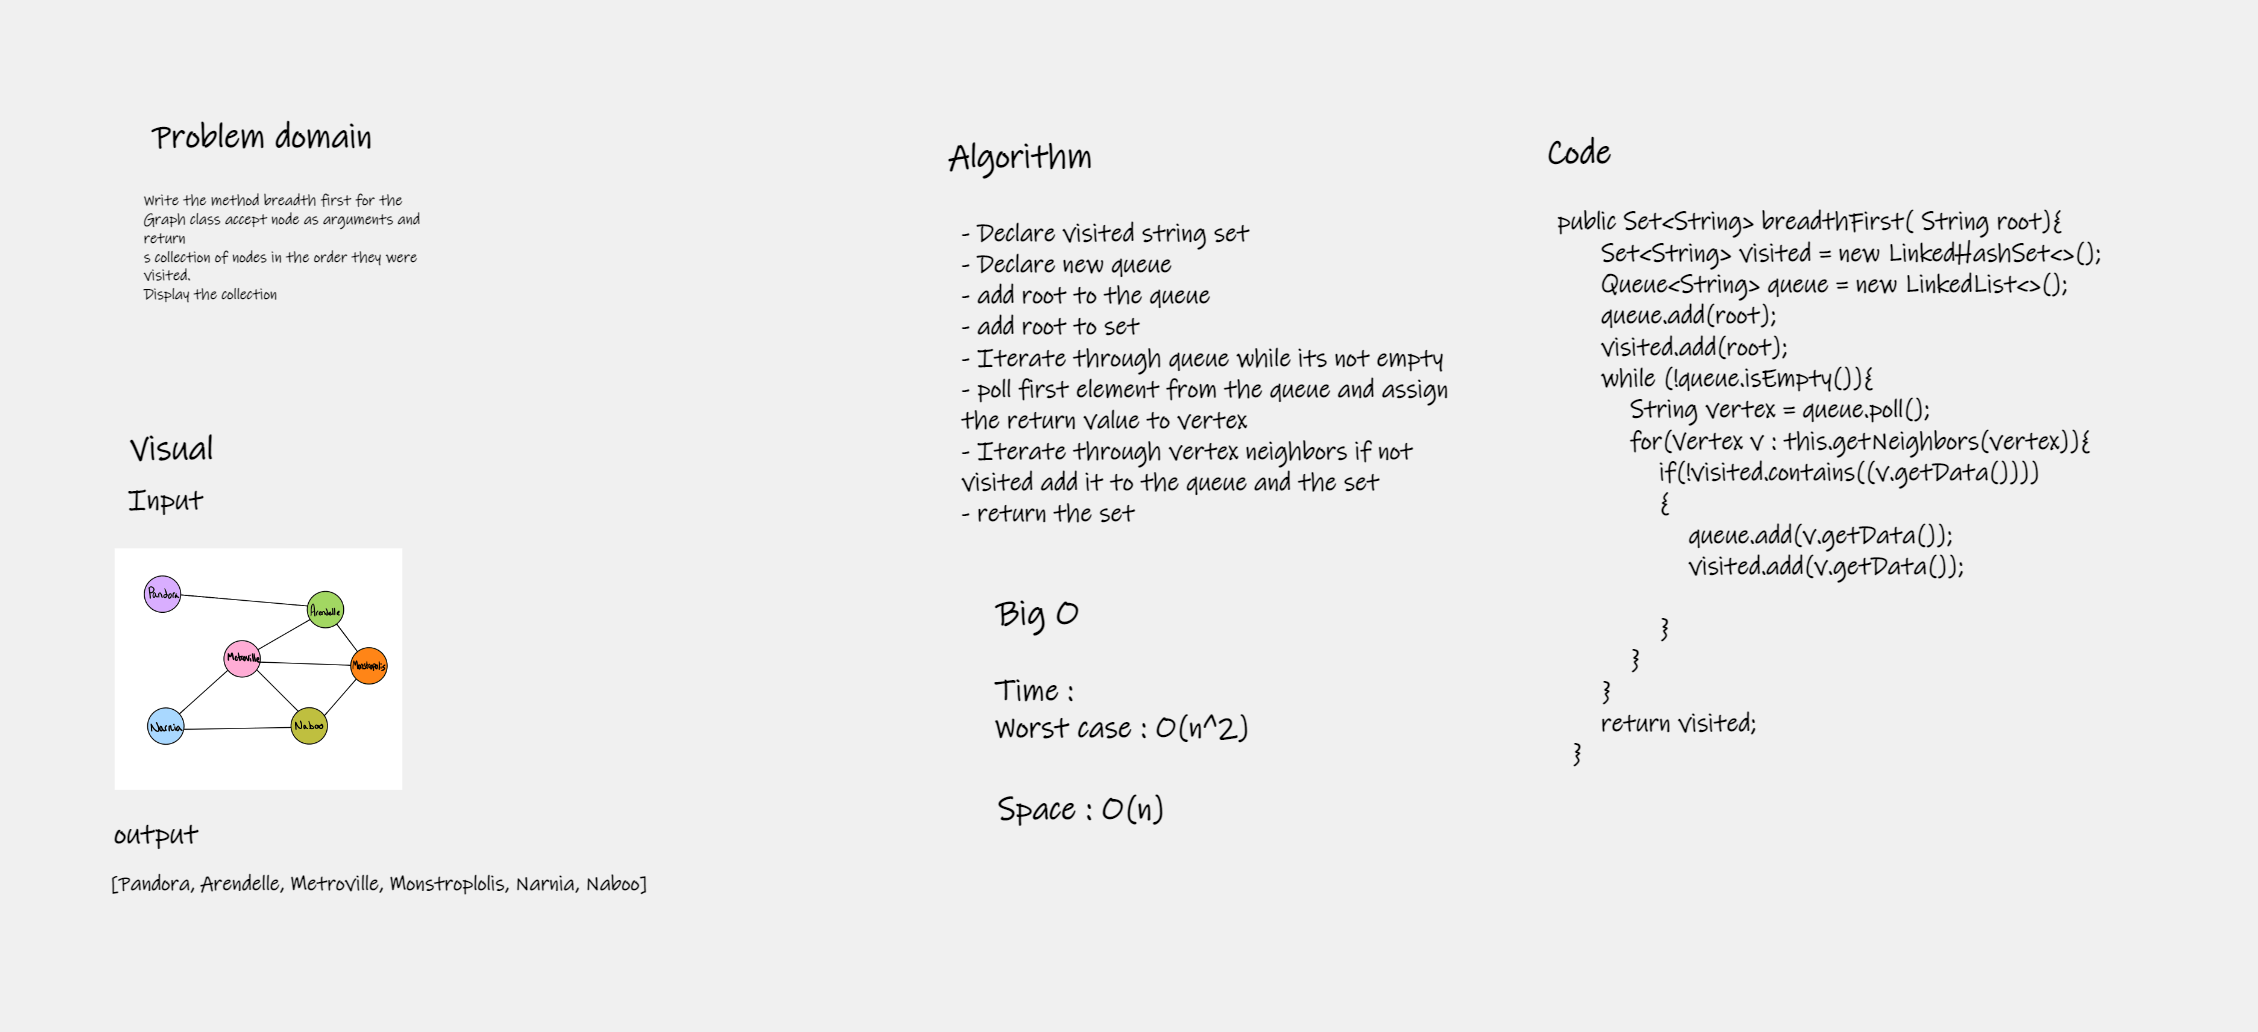 Problem domain
Write the method breadth first for the
Graph class accept node as arguments and
return
s collection of nodes in the order they were
visited.
Display the collection
Visual
Input
Pandora
Arendelle
Metroville
Monstropolis
Narnia
Naboo
output
[Pandora, Arendelle, Metroville, Monstroplolis, Narnia, Naboo]
Algorithm
- Declare visited string set
- Declare new queue
- add root to the queue
- add root to set
- Iterate through queue while its not empty
- poll first element from the queue and assign
the return value to vertex
- Iterate through vertex neighbors if not
visited add it to the queue and the set
- return the set
Big O
Time :
Worst case : O(n^2)
Space : O(n)
Code
public Set<String> breadthFirst( String root){
Set<String> visited = new LinkedHashSet<>();
Queue<String> queue = new LinkedList<>();
queue.add(root);
visited.add(root);
while (!queue.isEmpty()){
String vertex = queue.poll();
for(Vertex v : this.getNeighbors(vertex)){
if(!visited.contains((v.getData())))
{
queue.add(v.getData());
visited.add(v.getData());
}
}
}
return visited;
}